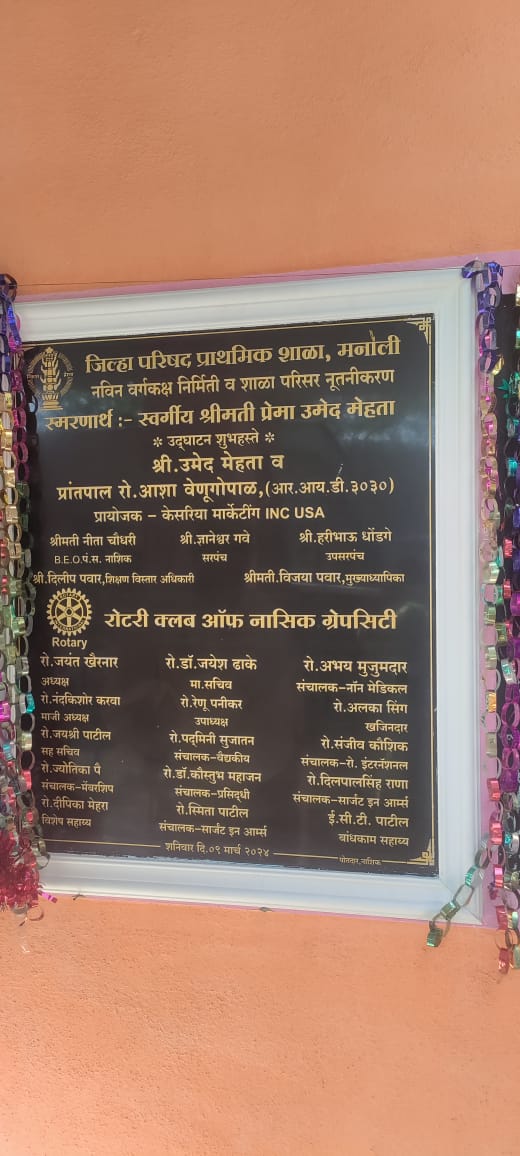 जिल्हा परिषद प्राथमिक शाळा, मनोली
नविन वर्गकक्ष निर्मिती व शाळा परिसर नूतनीकरण
स्मरणार्थ :- स्वर्गीय श्रीमती प्रेमा उमेद मेहता
* उद्घाटन शुभहस्ते *
श्री.उमेद मेहता व
प्रांतपाल रो.आशा वेणूगोपाळ,(आर.आय.डी.३०३०)
प्रायोजक – केसरिया मार्केटींग INC USA
श्रीमती नीता चौधरी श्री.ज्ञानेश्वर गवे श्री.हरीभाऊ धोंडगे
B.E.O.पं.स. नाशिक सरपंच उपसरपंच
श्री.दिलीप पवार,शिक्षण विस्तार अधिकारी श्रीमती.विजया पवार,मुख्याध्यापिका
Rotary रोटरी क्लब ऑफ नासिक ग्रेपसिटी
रो.जयंत खैरनार रो.डॉ.जयेश ढाके रो.अभय मुजुमदार
अध्यक्ष मा.सचिव संचालक–नॉन मेडिकल
रो.नंदकिशोर करवा रो.रेणू पनीकर रो.अलका सिंग
माजी अध्यक्ष उपाध्यक्ष खजिनदार
रो.जयश्री पाटील रो.पद्मिनी सुजातन रो.संजीव कौशिक
सह सचिव संचालक–वैद्यकीय संचालक–रो. इंटरनॅशनल
रो.ज्योतिका पै रो.डॉ.कौस्तुभ महाजन रो.दिलपालसिंह राणा
संचालक–मेंबरशिप संचालक–प्रसिद्धी संचालक–सार्जंट इन आर्म्स
रो.दीपिका मेहरा रो.स्मिता पाटील ई.सी.टी. पाटील
विशेष सहाय्य संचालक–सार्जंट इन आर्म्स बांधकाम सहाय्य
शनिवार दि.०९ मार्च २०२४
पोतदार,नाशिक